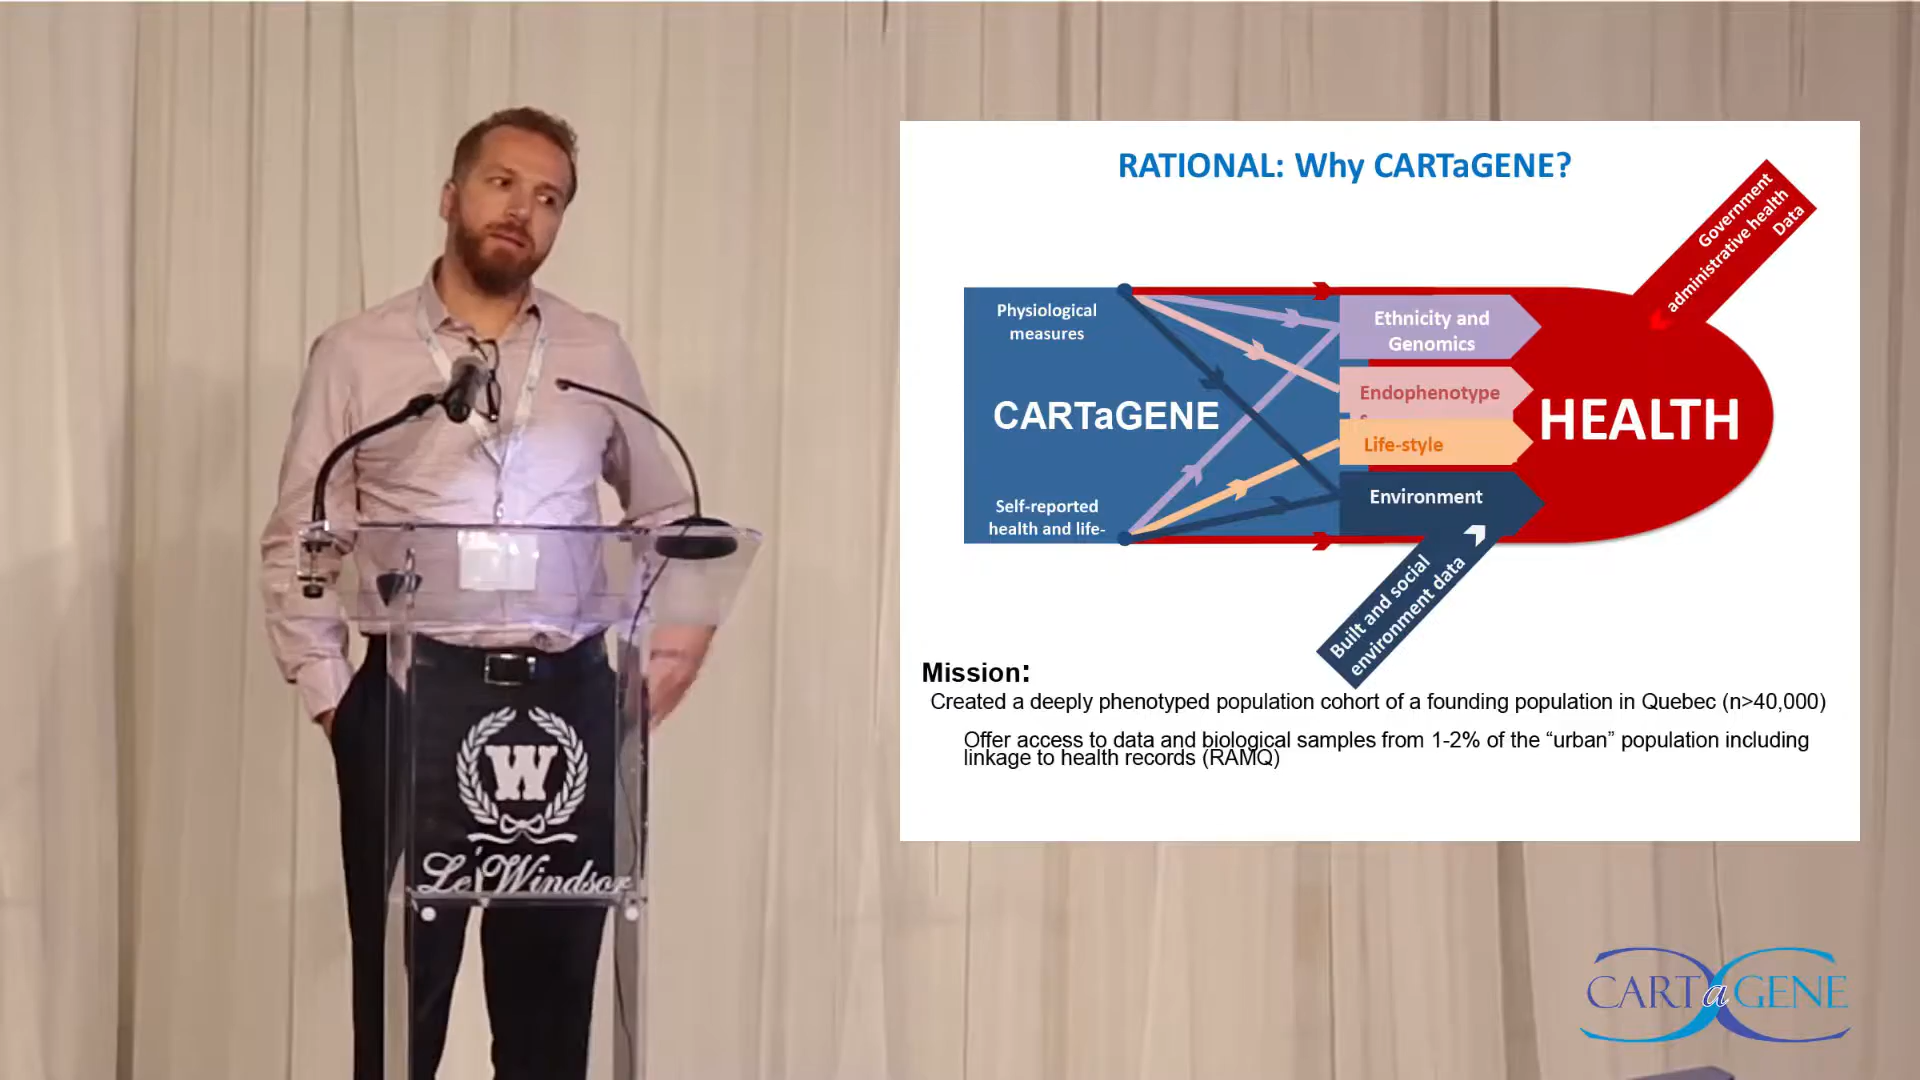 RATIONAL: Why CARTaGENE?
Government
administrative health
Data
Physiological
measures
CARTaGENE
Self-reported
health and life-
Ethnicity and
Genomics
Endophenotype
s
Life-style
Environment
HEALTH
Built and social
environment data
Mission:
Created a deeply phenotyped population cohort of a founding population in Quebec (n>40,000)
Offer access to data and biological samples from 1-2% of the “urban” population including
linkage to health records (RAMQ)
W
Le Windsor
CARTaGENE